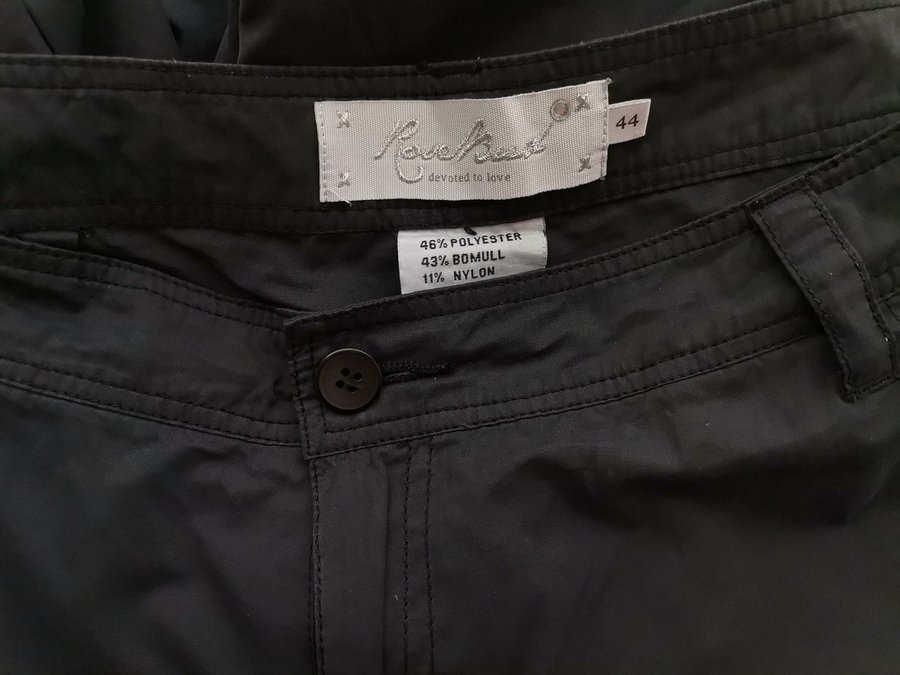 devoted to love
44
46% POLYESTER
43% BOMULL
11% NYLON